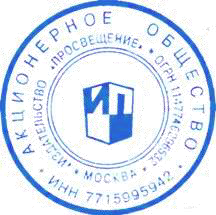 АКЦИОНЕРНОЕ ОБЩЕСТВО
* ИНН 7715995942 *
"ИЗДАТЕЛЬСТВО "ПРОСВЕЩЕНИЕ"
* МОСКВА *
ИП